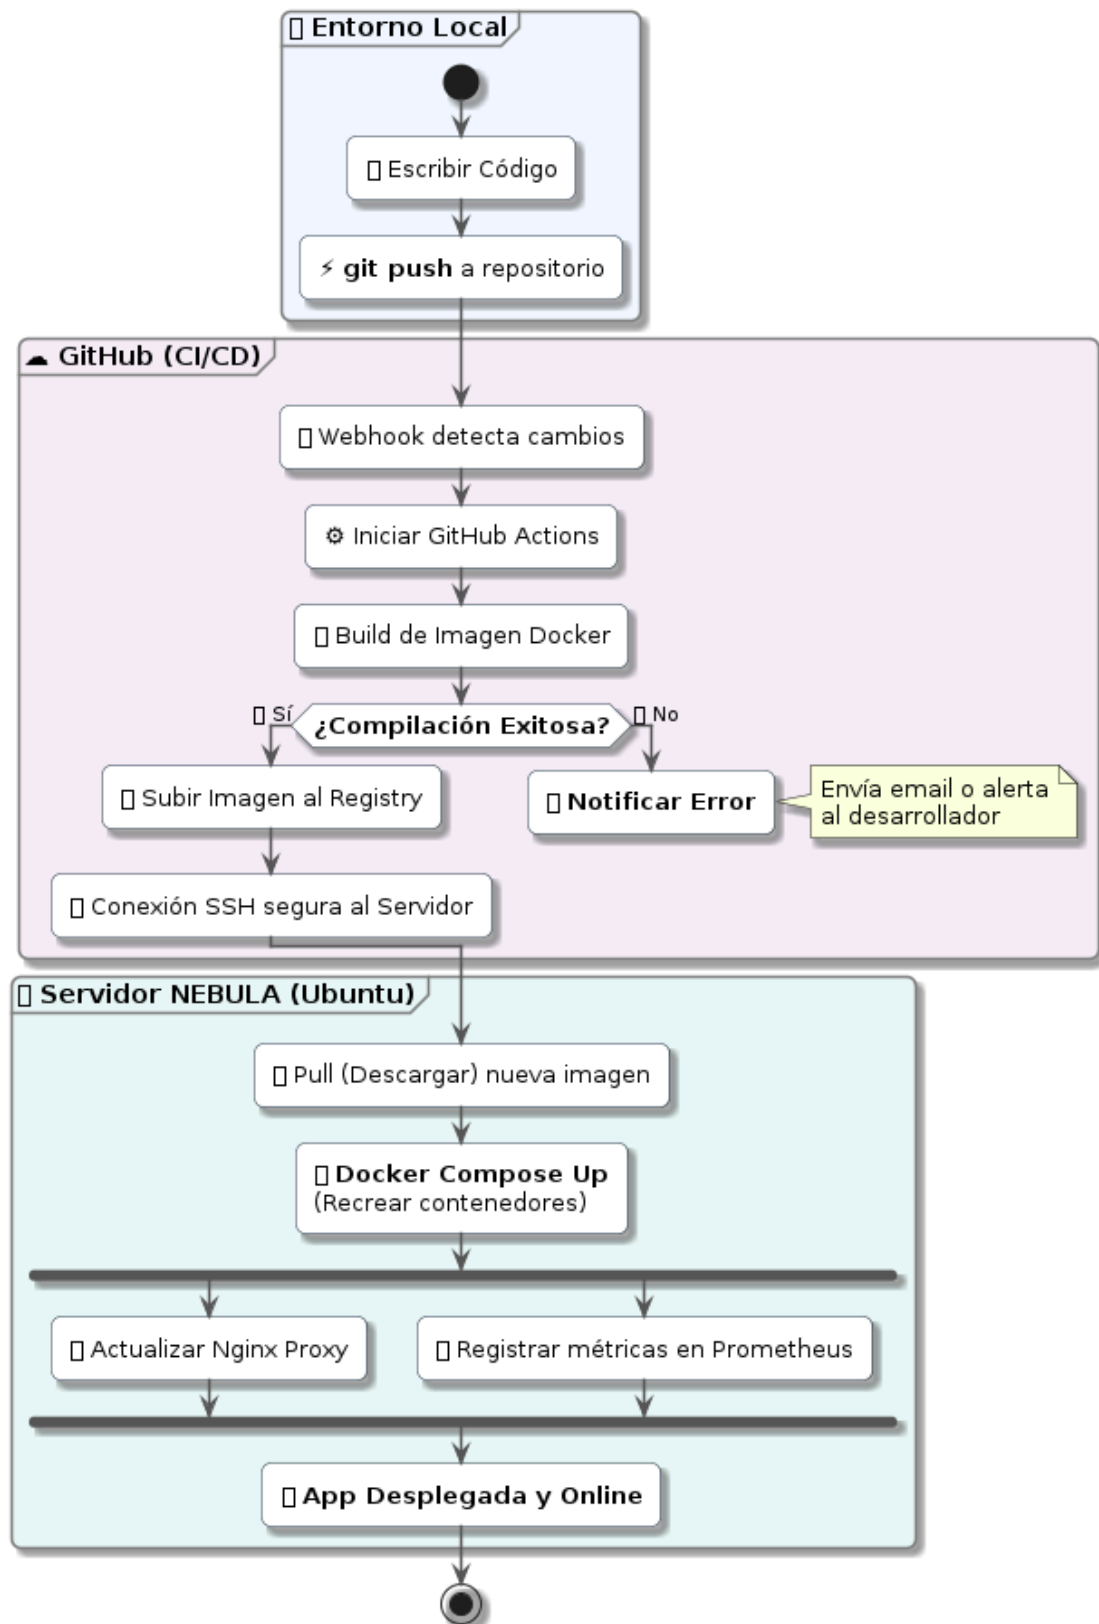 Entorno Local
Escribir Código
⚡ git push a repositorio
☁ GitHub (CI/CD)
Webhook detecta cambios
⚙ Iniciar GitHub Actions
Build de Imagen Docker
Sí
¿Compilación Exitosa?
No
Subir Imagen al Registry
Notificar Error
Envía email o alerta
al desarrollador
Conexión SSH segura al Servidor
Servidor NEBULA (Ubuntu)
Pull (Descargar) nueva imagen
Docker Compose Up
(Recrear contenedores)
Actualizar Nginx Proxy
Registrar métricas en Prometheus
App Desplegada y Online